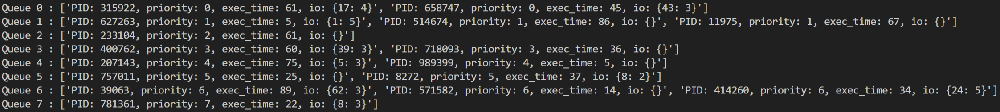 Queue 0 : ['PID: 315922, priority: 0, exec_time: 61, io: {17: 4}', 'PID: 658747, priority: 0, exec_time: 45, io: {43: 3}']
Queue 1 : ['PID: 627263, priority: 1, exec_time: 5, io: {1: 5}', 'PID: 514674, priority: 1, exec_time: 86, io: {}', 'PID: 11975, priority: 1, exec_time: 67, io: {}']
Queue 2 : ['PID: 233104, priority: 2, exec_time: 61, io: {}']
Queue 3 : ['PID: 400762, priority: 3, exec_time: 60, io: {39: 3}', 'PID: 718093, priority: 3, exec_time: 36, io: {}']
Queue 4 : ['PID: 207143, priority: 4, exec_time: 75, io: {5: 3}', 'PID: 989399, priority: 4, exec_time: 5, io: {}']
Queue 5 : ['PID: 757011, priority: 5, exec_time: 25, io: {}', 'PID: 8272, priority: 5, exec_time: 37, io: {8: 2}']
Queue 6 : ['PID: 39063, priority: 6, exec_time: 89, io: {62: 3}', 'PID: 571582, priority: 6, exec_time: 14, io: {}', 'PID: 414260, priority: 6, exec_time: 34, io: {24: 5}']
Queue 7 : ['PID: 781361, priority: 7, exec_time: 22, io: {8: 3}']